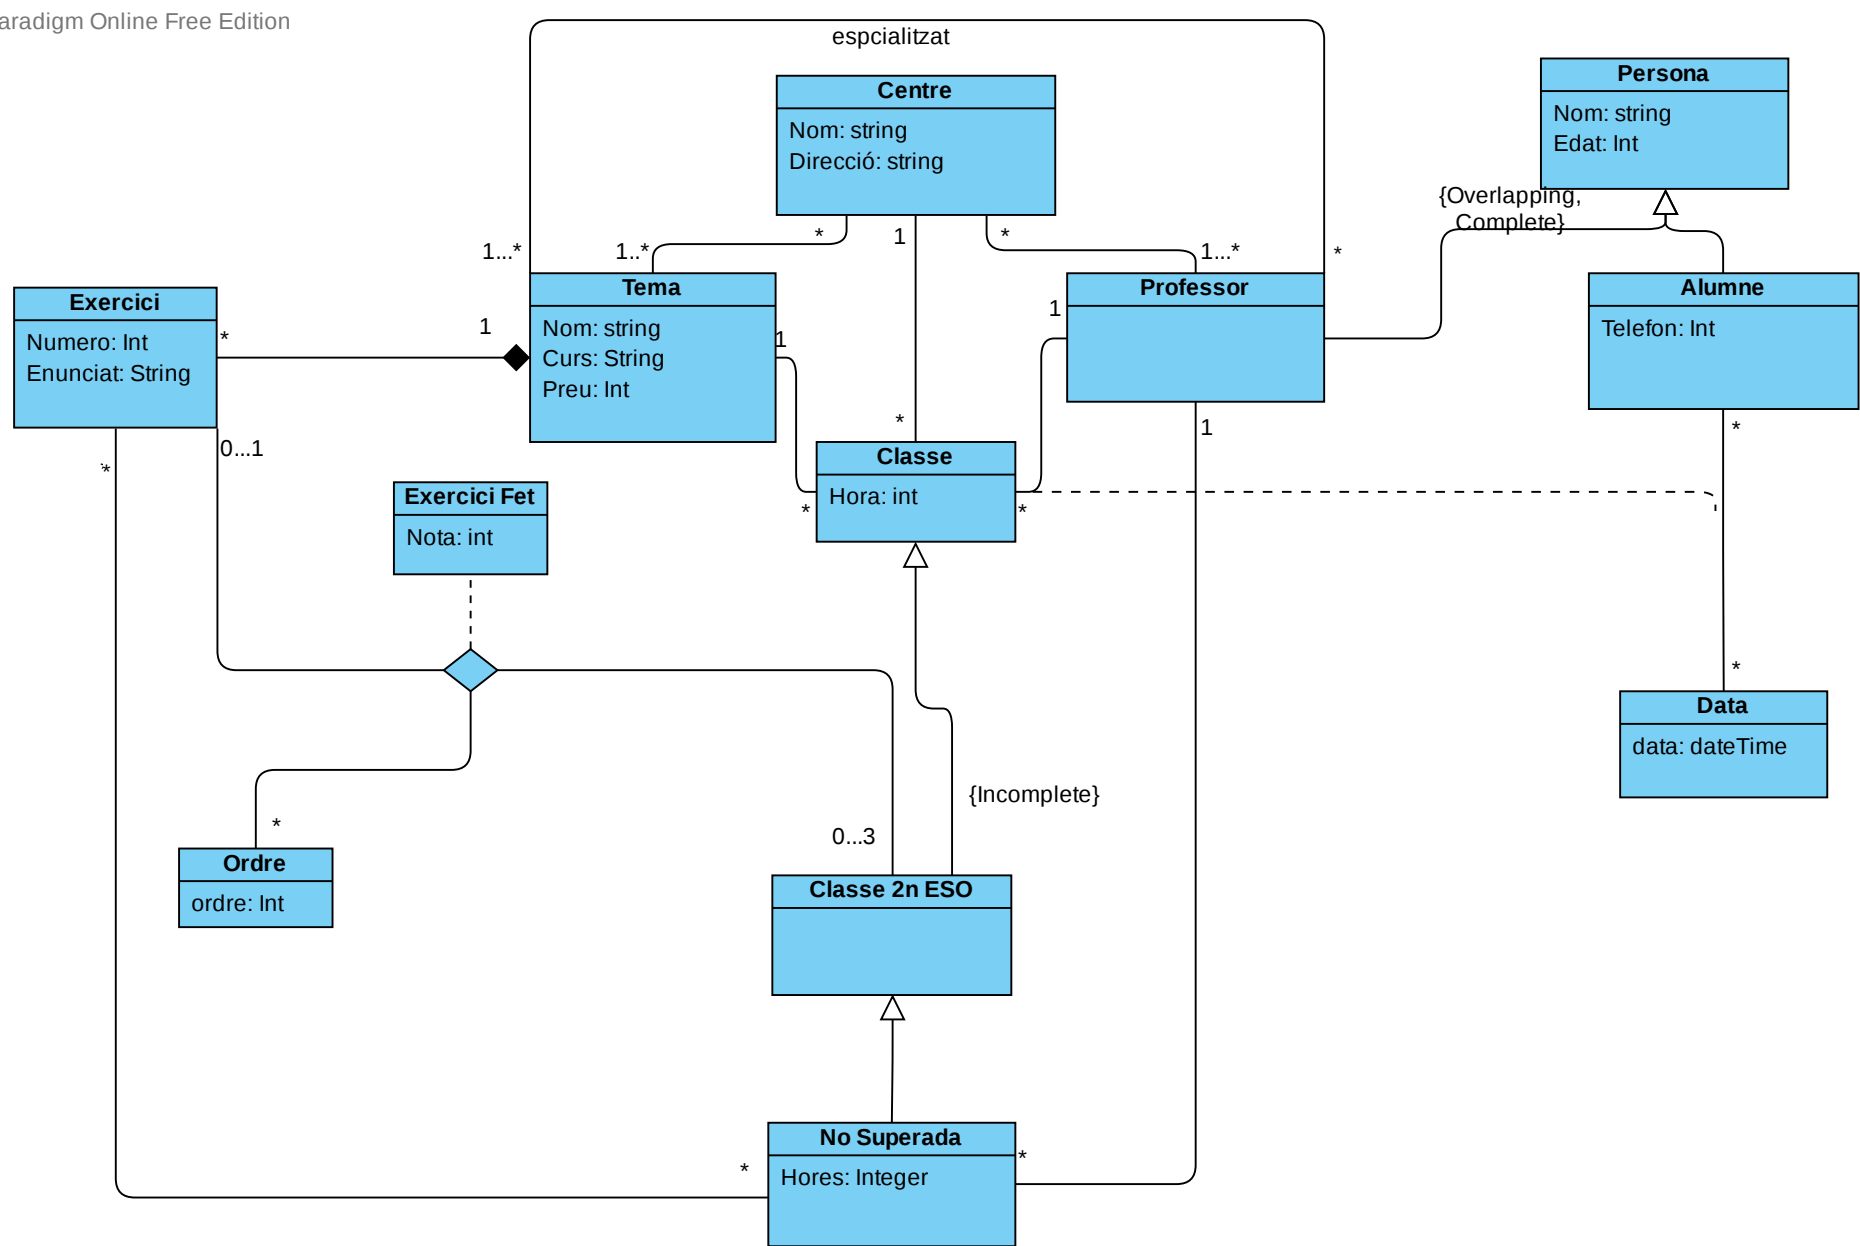 aradigm Online Free Edition
espcialitzat
Centre
Nom: string
Direcció: string
Persona
Nom: string
Edat: Int
{Overlapping,
Complete}
*
1
*
1...*
1..*
1...*
*
Exercici
Numero: Int
Enunciat: String
Tema
Nom: string
Curs: String
Preu: Int
Professor
Alumne
Telefon: Int
*
1
1
1
*
0...1
*
1
*
Classe
Hora: int
*
*
Exercici Fet
Nota: int
*
Data
data: dateTime
{Incomplete}
0...3
*
Ordre
ordre: Int
Classe 2n ESO
No Superada
Hores: Integer
*
*